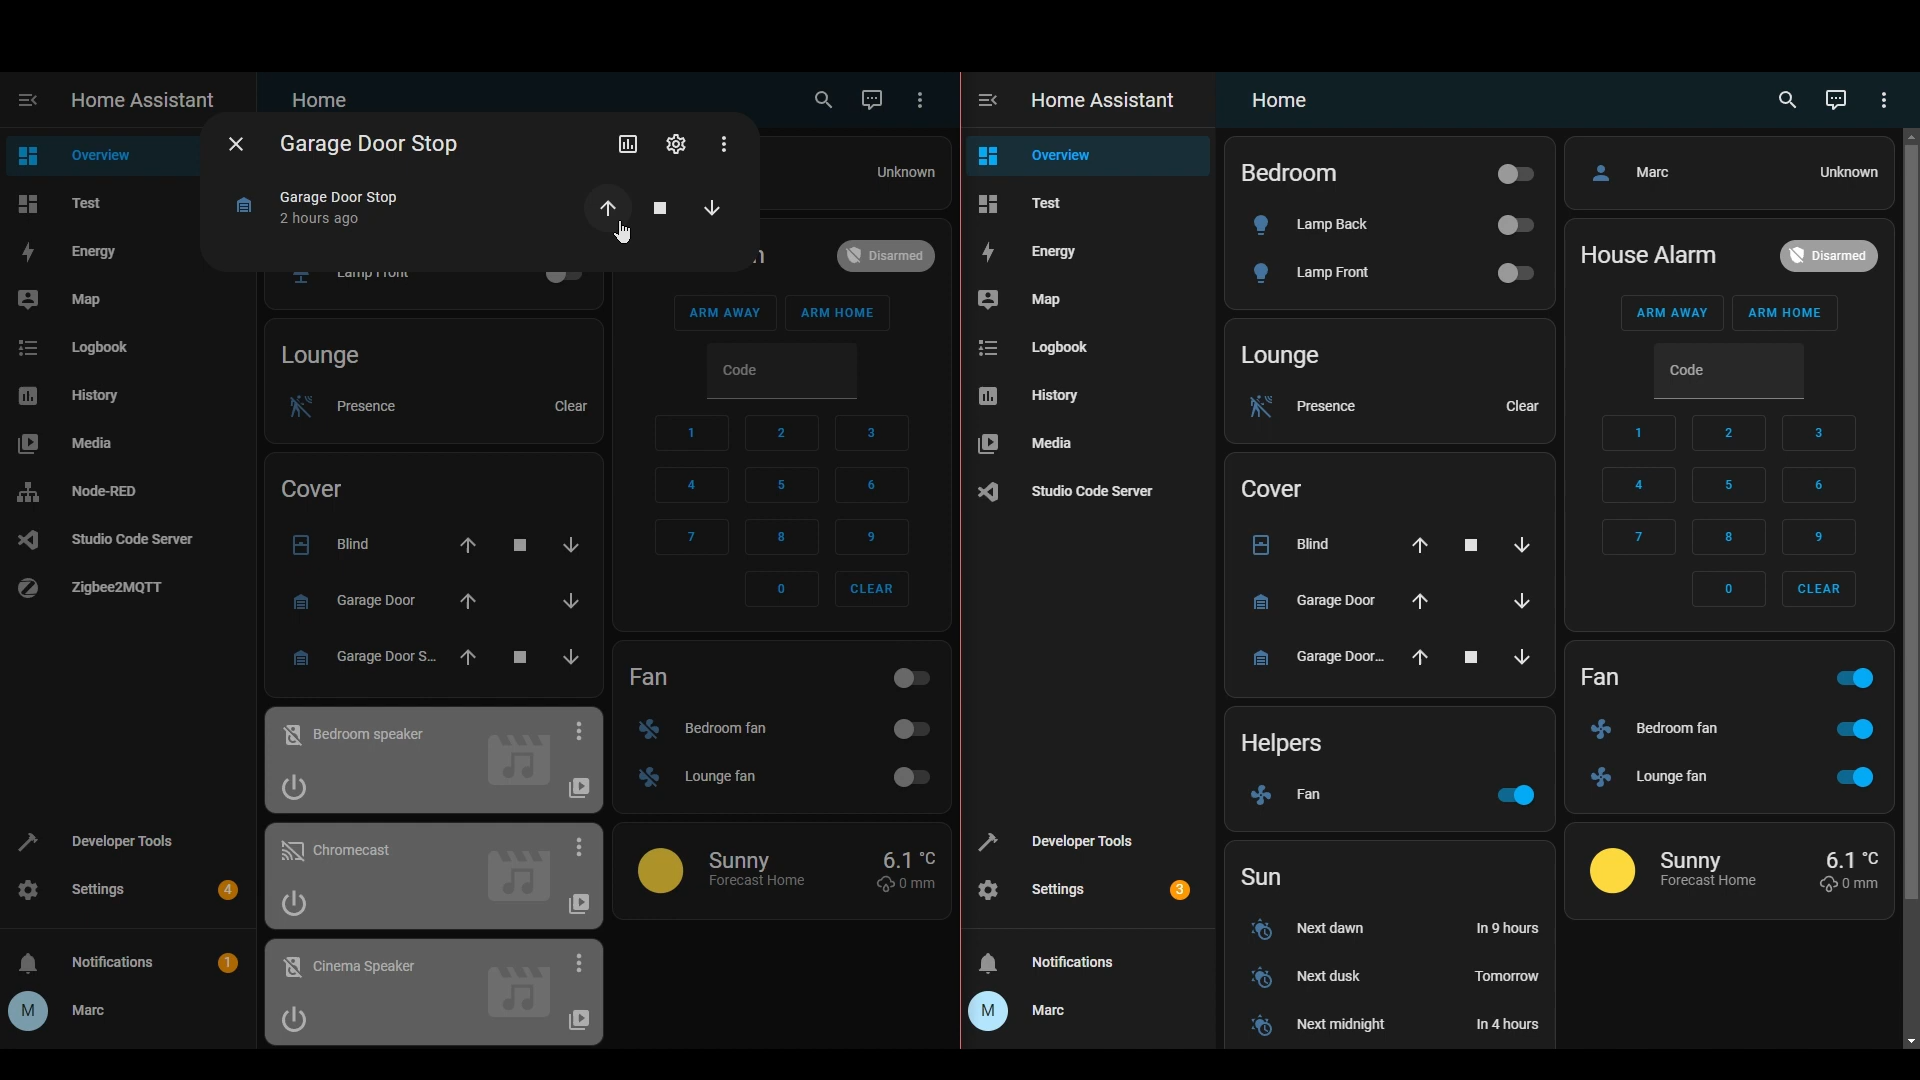 Home Assistant
Home
Overview
Test
Energy
Map
Logbook
History
Media
Node-RED
Studio Code Server
Zigbee2MQTT
Developer Tools
Settings
4
Notifications
1
M
Marc
Garage Door Stop
Garage Door Stop
2 hours ago
Lamp Front
Lounge
Presence
Clear
Cover
Blind
Garage Door
Garage Door S...
Bedroom speaker
Chromecast
Cinema Speaker
Unknown
Disarmed
ARM AWAY
ARM HOME
Code
1
2
3
4
5
6
7
8
9
0
CLEAR
Fan
Bedroom fan
Lounge fan
Sunny
6.1 °C
Forecast Home
0 mm
Home Assistant
Home
Overview
Test
Energy
Map
Logbook
History
Media
Studio Code Server
Developer Tools
Settings
3
Notifications
M
Marc
Bedroom
Lamp Back
Lamp Front
Lounge
Presence
Clear
Cover
Blind
Garage Door
Garage Door...
Helpers
Fan
Sun
Next dawn
In 9 hours
Next dusk
Tomorrow
Next midnight
In 4 hours
Marc
Unknown
House Alarm
Disarmed
ARM AWAY
ARM HOME
Code
1
2
3
4
5
6
7
8
9
0
CLEAR
Fan
Bedroom fan
Lounge fan
Sunny
6.1 °C
Forecast Home
0 mm